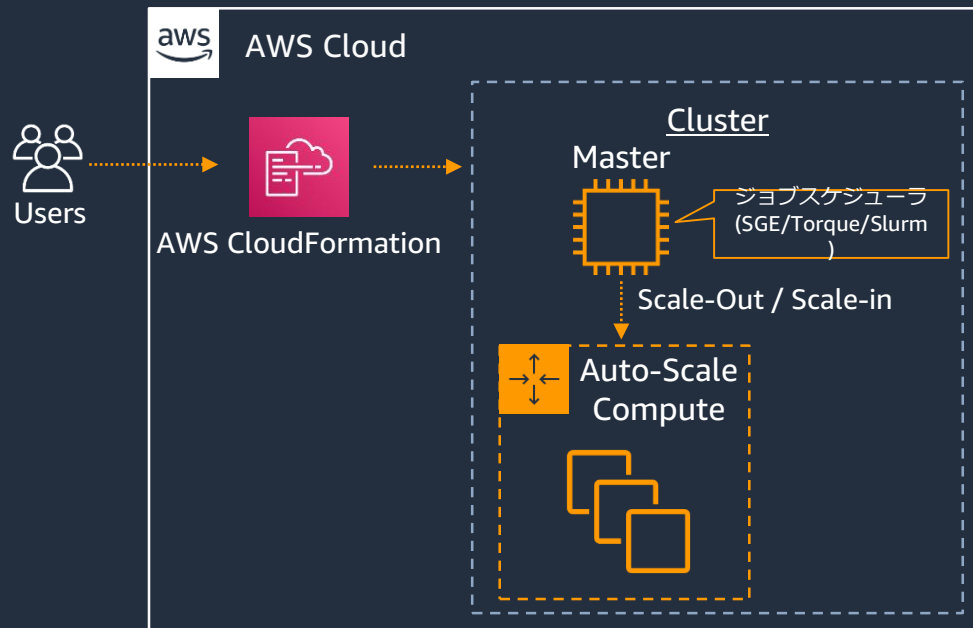 aws
AWS Cloud
Users
AWS CloudFormation
Cluster
Master
ジョブスケジューラ
(SGE/Torque/Slurm
)
Scale-Out / Scale-in
Auto-Scale
Compute